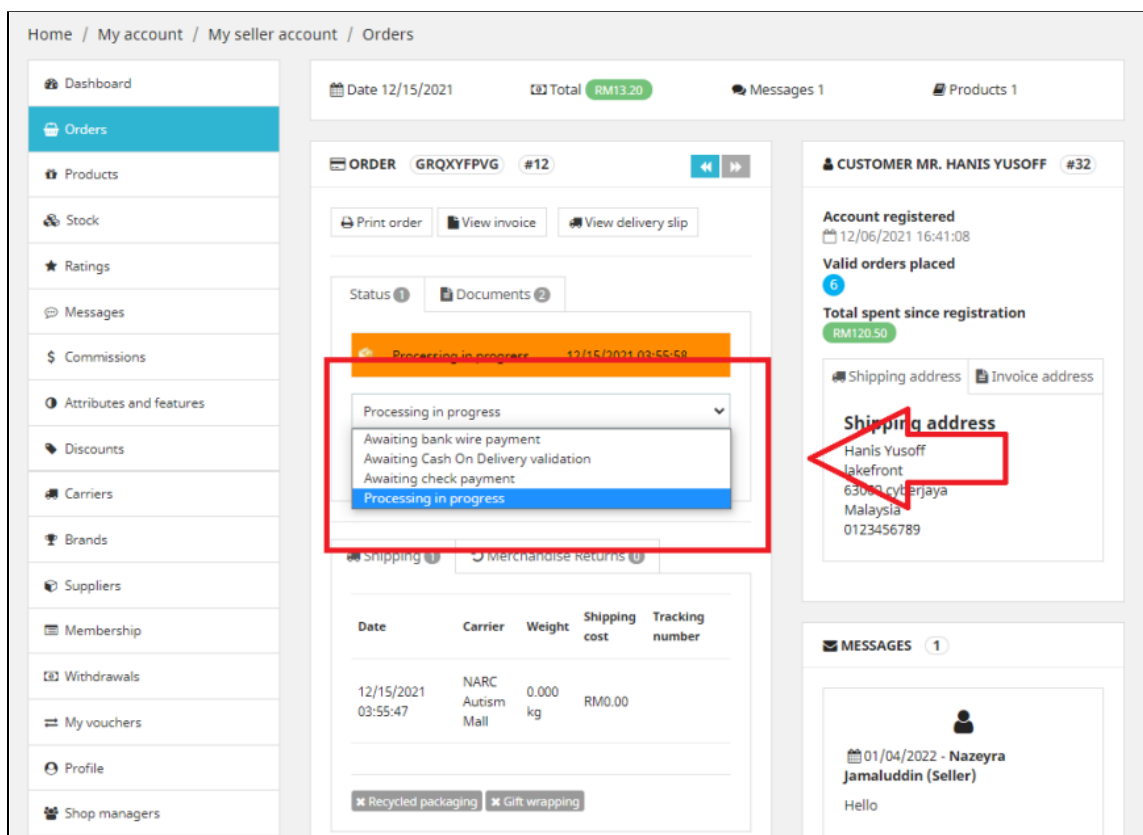 Home / My account / My seller account / Orders
Dashboard
Orders
Products
Stock
Ratings
Messages
Commissions
Attributes and features
Discounts
Carriers
Brands
Suppliers
Membership
Withdrawals
My vouchers
Profile
Shop managers
Date 12/15/2021 Total RM13.20 Messages 1 Products 1
ORDER GRQXYFPVG #12
Print order View invoice View delivery slip
Status 1 Documents 2
Processing in progress 12/15/2021 03:55:58
Processing in progress
Awaiting bank wire payment
Awaiting Cash On Delivery validation
Awaiting check payment
Processing in progress
Shipping 1 Merchandise Returns 0
Date Carrier Weight Shipping cost Tracking number
12/15/2021 03:55:47 NARC Autism Mall 0.000 kg RM0.00
Recycled packaging Gift wrapping
CUSTOMER MR. HANIS YUSOFF #32
Account registered
12/06/2021 16:41:08
Valid orders placed
6
Total spent since registration
RM120.50
Shipping address Invoice address
Shipping address
Hanis Yusoff
lakefront
63000 cyberjaya
Malaysia
0123456789
MESSAGES 1
01/04/2022 - Nazeyra
Jamaluddin (Seller)
Hello